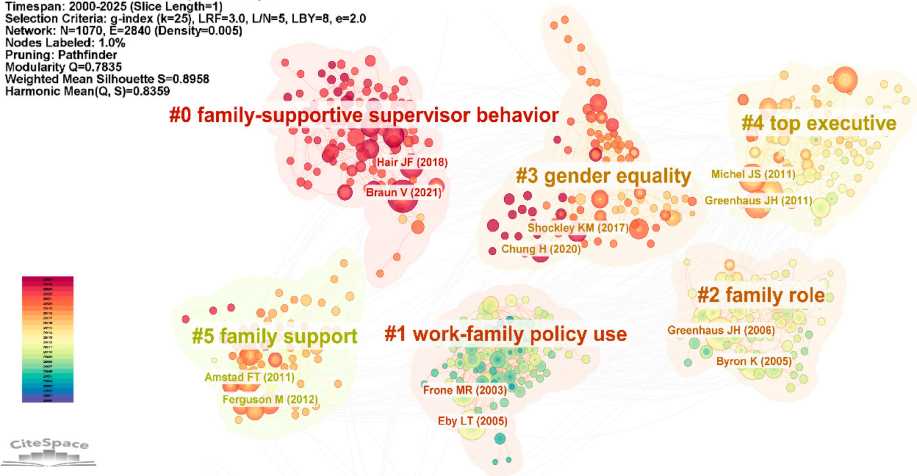 Timespan: 2000-2025 (Slice Length=1)
Selection Criteria: g-index (k=25), LRF=3.0, L/N=5, LBY=8, e=2.0
Network: N=1070, E=2840 (Density=0.005)
Nodes Labeled: 1.0%
Pruning: Pathfinder
Modularity Q=0.7835
Weighted Mean Silhouette S=0.8958
Harmonic Mean(Q, S)=0.8359
#0 family-supportive supervisor behavior
Hair JF (2018)
Braun V (2021)
#3 gender equality
Shockley KM (2017)
Chung H (2020)
#4 top executive
Michel JS (2011)
Greenhaus JH (2011)
#2 family role
Greenhaus JH (2006)
Byron K (2005)
#5 family support
Amstad FT (2011)
Ferguson M (2012)
#1 work-family policy use
Frone MR (2003)
Eby LT (2005)
CiteSpace